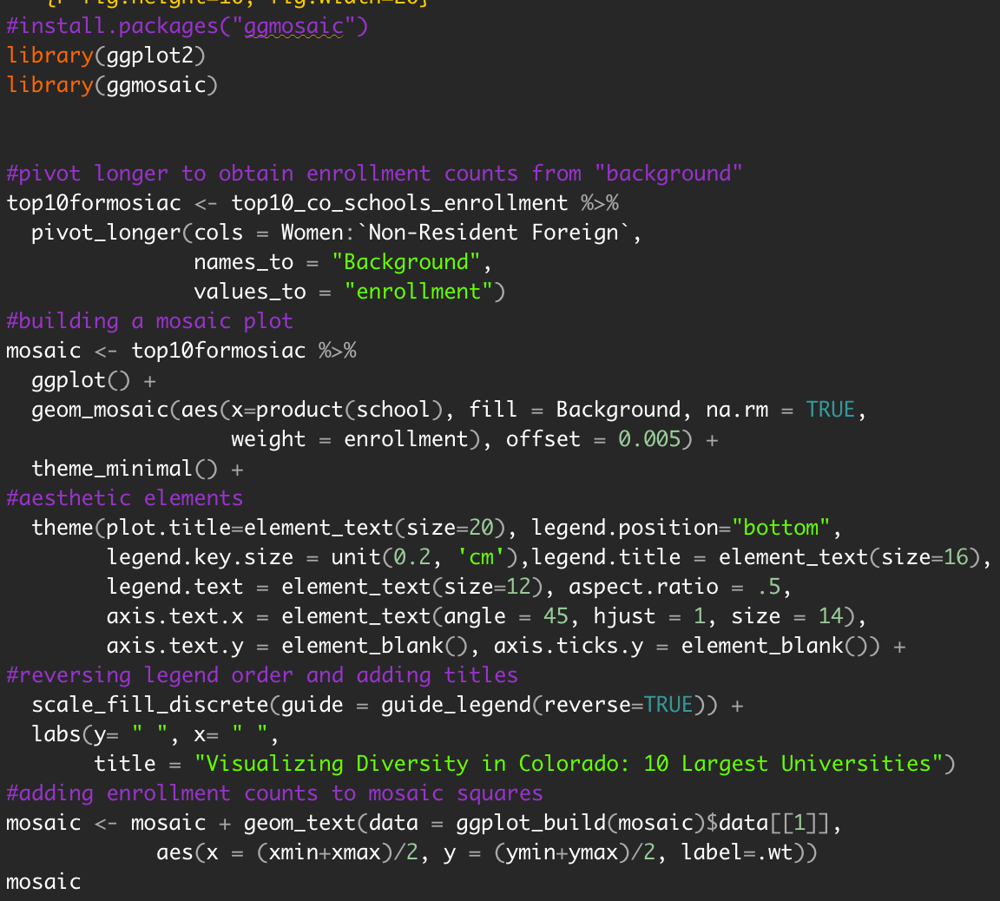 {r fig.height=10, fig.width=20}
#install.packages("ggmosaic")
library(ggplot2)
library(ggmosaic)
#pivot longer to obtain enrollment counts from "background"
top10formosiac <- top10_co_schools_enrollment %>%
  pivot_longer(cols = Women:`Non-Resident Foreign`,
               names_to = "Background",
               values_to = "enrollment")
#building a mosaic plot
mosaic <- top10formosiac %>%
  ggplot() +
  geom_mosaic(aes(x=product(school), fill = Background, na.rm = TRUE,
                  weight = enrollment), offset = 0.005) +
  theme_minimal() +
#aesthetic elements
  theme(plot.title=element_text(size=20), legend.position="bottom",
        legend.key.size = unit(0.2, 'cm'),legend.title = element_text(size=16),
        legend.text = element_text(size=12), aspect.ratio = .5,
        axis.text.x = element_text(angle = 45, hjust = 1, size = 14),
        axis.text.y = element_blank(), axis.ticks.y = element_blank()) +
#reversing legend order and adding titles
  scale_fill_discrete(guide = guide_legend(reverse=TRUE)) +
  labs(y= " ", x= " ",
       title = "Visualizing Diversity in Colorado: 10 Largest Universities")
#adding enrollment counts to mosaic squares
mosaic <- mosaic + geom_text(data = ggplot_build(mosaic)$data[[1]],
            aes(x = (xmin+xmax)/2, y = (ymin+ymax)/2, label=.wt))
mosaic